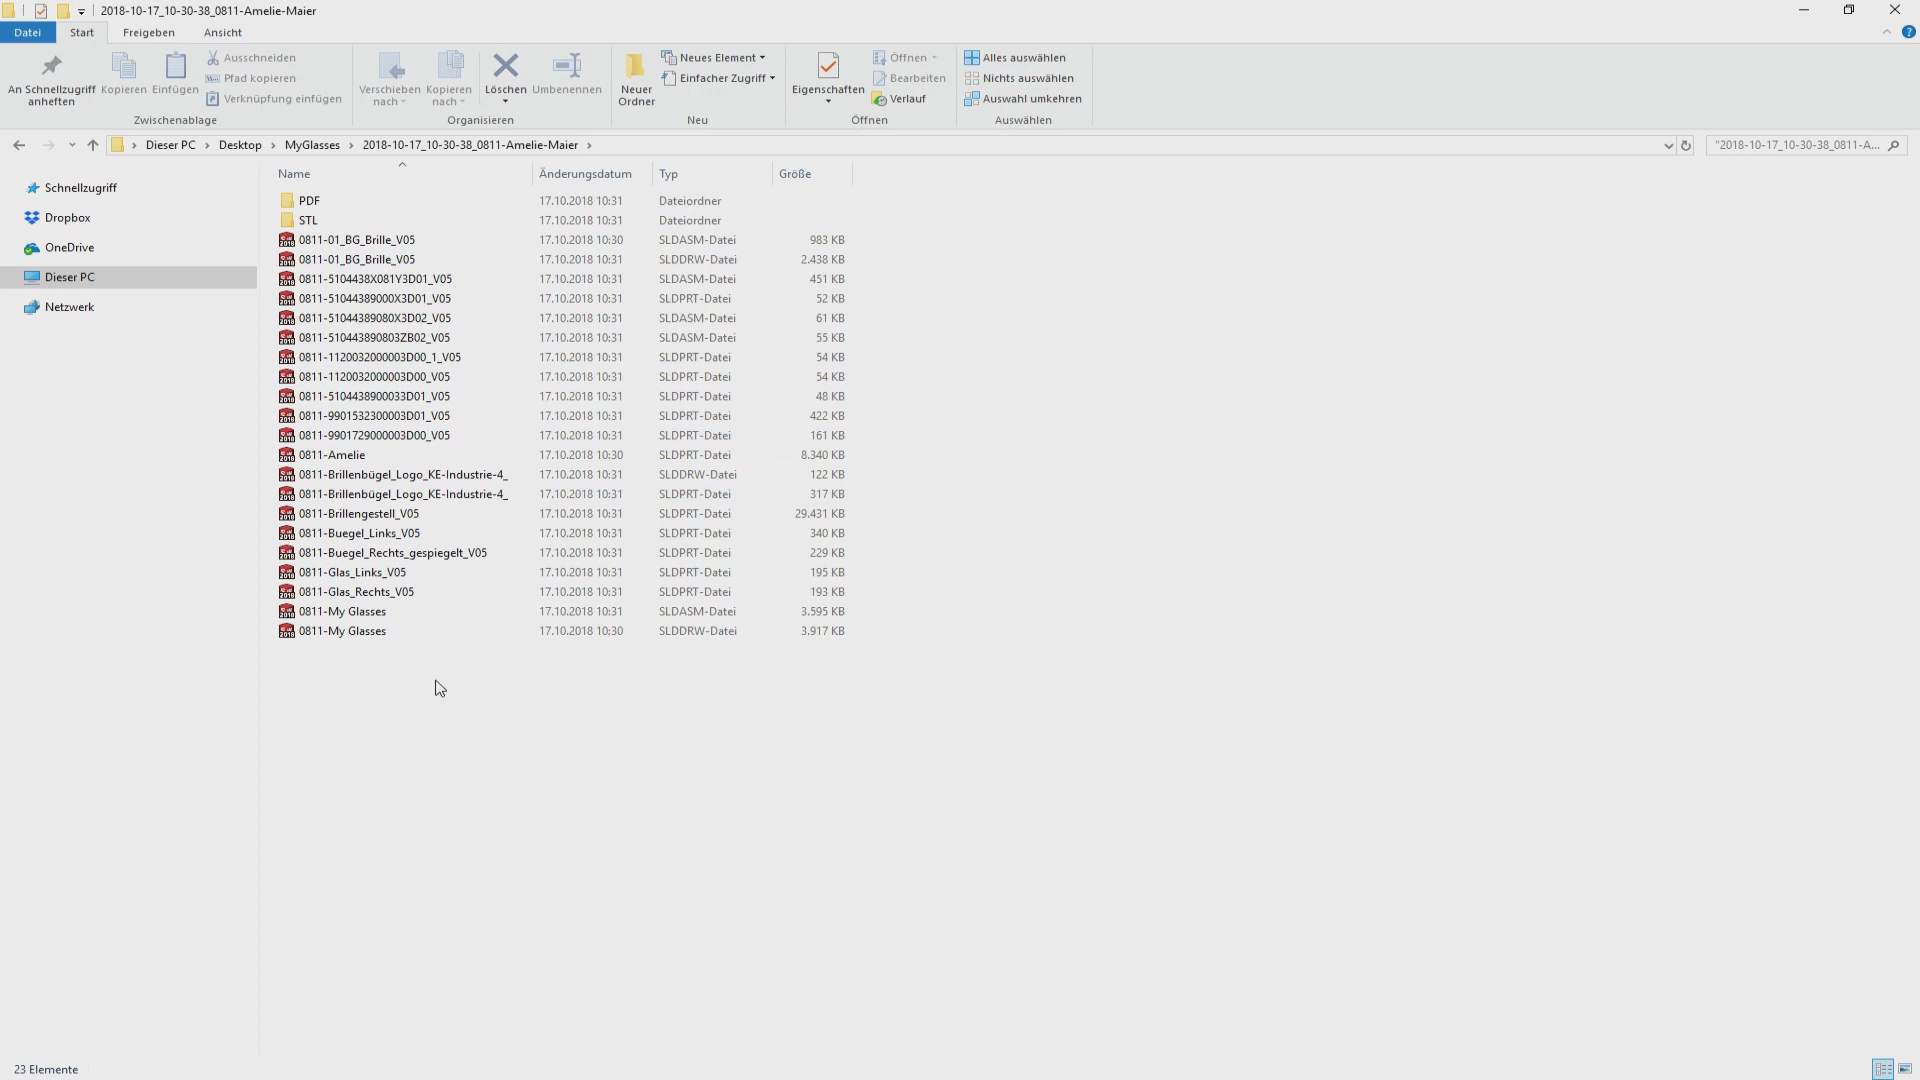 2018-10-17_10-30-38_0811-Amelie-Maier
Datei Start Freigeben Ansicht
An Schnellzugriff anheften
Kopieren
Einfügen
Ausschneiden
Pfad kopieren
Verknüpfung einfügen
Zwischenablage
Verschieben nach
Kopieren nach
Löschen
Umbenennen
Organisieren
Neuer Ordner
Neues Element
Einfacher Zugriff
Neu
Eigenschaften
Öffnen
Bearbeiten
Verlauf
Öffnen
Alles auswählen
Nichts auswählen
Auswahl umkehren
Auswählen
Dieser PC > Desktop > MyGlasses > 2018-10-17_10-30-38_0811-Amelie-Maier >
"2018-10-17_10-30-38_0811-A...
Schnellzugriff
Dropbox
OneDrive
Dieser PC
Netzwerk
Name Änderungsdatum Typ Größe
PDF 17.10.2018 10:31 Dateiordner
STL 17.10.2018 10:31 Dateiordner
0811-01_BG_Brille_V05 17.10.2018 10:30 SLDASM-Datei 983 KB
0811-01_BG_Brille_V05 17.10.2018 10:31 SLDDRW-Datei 2.438 KB
0811-5104438X081Y3D01_V05 17.10.2018 10:31 SLDASM-Datei 451 KB
0811-51044389000X3D01_V05 17.10.2018 10:31 SLDPRT-Datei 52 KB
0811-51044389080X3D02_V05 17.10.2018 10:31 SLDASM-Datei 61 KB
0811-510443890803ZB02_V05 17.10.2018 10:31 SLDASM-Datei 55 KB
0811-1120032000003D00_1_V05 17.10.2018 10:31 SLDPRT-Datei 54 KB
0811-1120032000003D00_V05 17.10.2018 10:31 SLDPRT-Datei 54 KB
0811-5104438900033D01_V05 17.10.2018 10:31 SLDPRT-Datei 48 KB
0811-9901532300003D01_V05 17.10.2018 10:31 SLDPRT-Datei 422 KB
0811-9901729000003D00_V05 17.10.2018 10:31 SLDPRT-Datei 161 KB
0811-Amelie 17.10.2018 10:30 SLDPRT-Datei 8.340 KB
0811-Brillenbügel_Logo_KE-Industrie-4_ 17.10.2018 10:31 SLDDRW-Datei 122 KB
0811-Brillenbügel_Logo_KE-Industrie-4_ 17.10.2018 10:31 SLDPRT-Datei 317 KB
0811-Brillengestell_V05 17.10.2018 10:31 SLDPRT-Datei 29.431 KB
0811-Buegel_Links_V05 17.10.2018 10:31 SLDPRT-Datei 340 KB
0811-Buegel_Rechts_gespiegelt_V05 17.10.2018 10:31 SLDPRT-Datei 229 KB
0811-Glas_Links_V05 17.10.2018 10:31 SLDPRT-Datei 195 KB
0811-Glas_Rechts_V05 17.10.2018 10:31 SLDPRT-Datei 193 KB
0811-My Glasses 17.10.2018 10:31 SLDASM-Datei 3.595 KB
0811-My Glasses 17.10.2018 10:30 SLDDRW-Datei 3.917 KB
23 Elemente